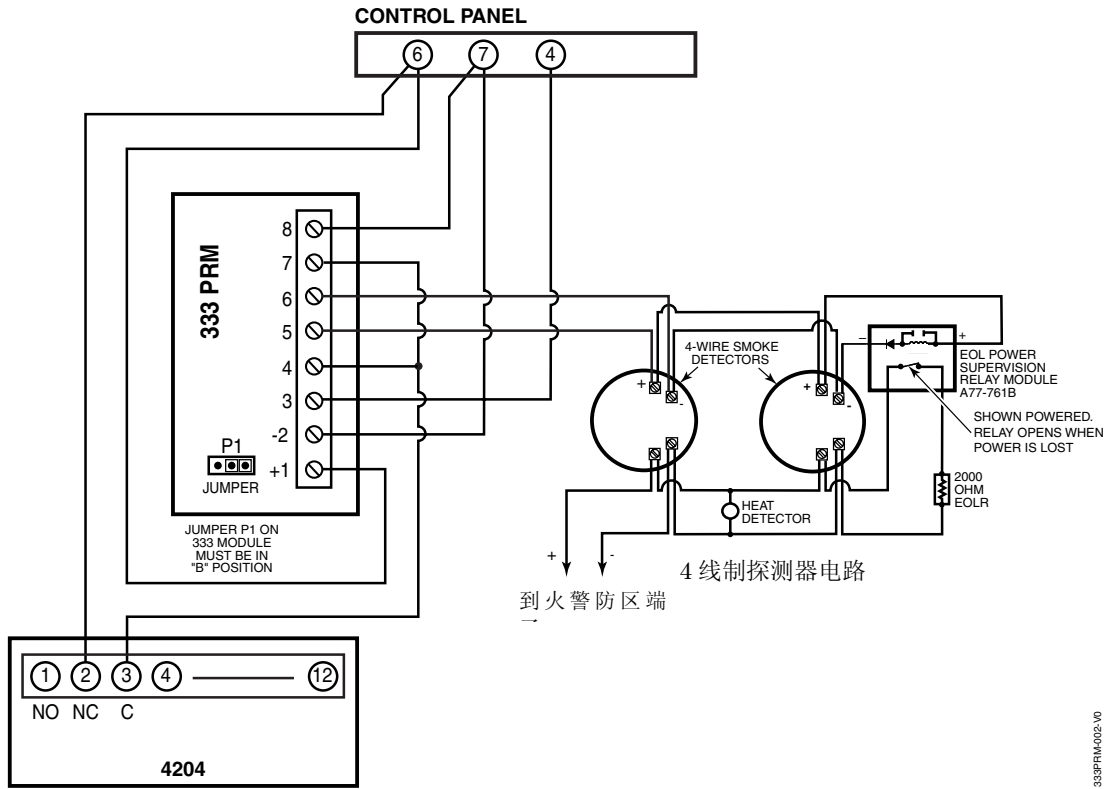 CONTROL PANEL
6 7 4
333 PRM
8
7
6
5
4
3
-2
+1
P1
JUMPER
JUMPER P1 ON
333 MODULE
MUST BE IN
"B" POSITION
4-WIRE SMOKE
DETECTORS
+ -
+ -
- +
EOL POWER
SUPERVISION
RELAY MODULE
A77-761B
SHOWN POWERED.
RELAY OPENS WHEN
POWER IS LOST
2000
OHM
EOLR
HEAT
DETECTOR
+ -
4 线制探测器电路
到火警防区端
1 2 3 4 12
NO NC C
4204
333PRM-002-V0